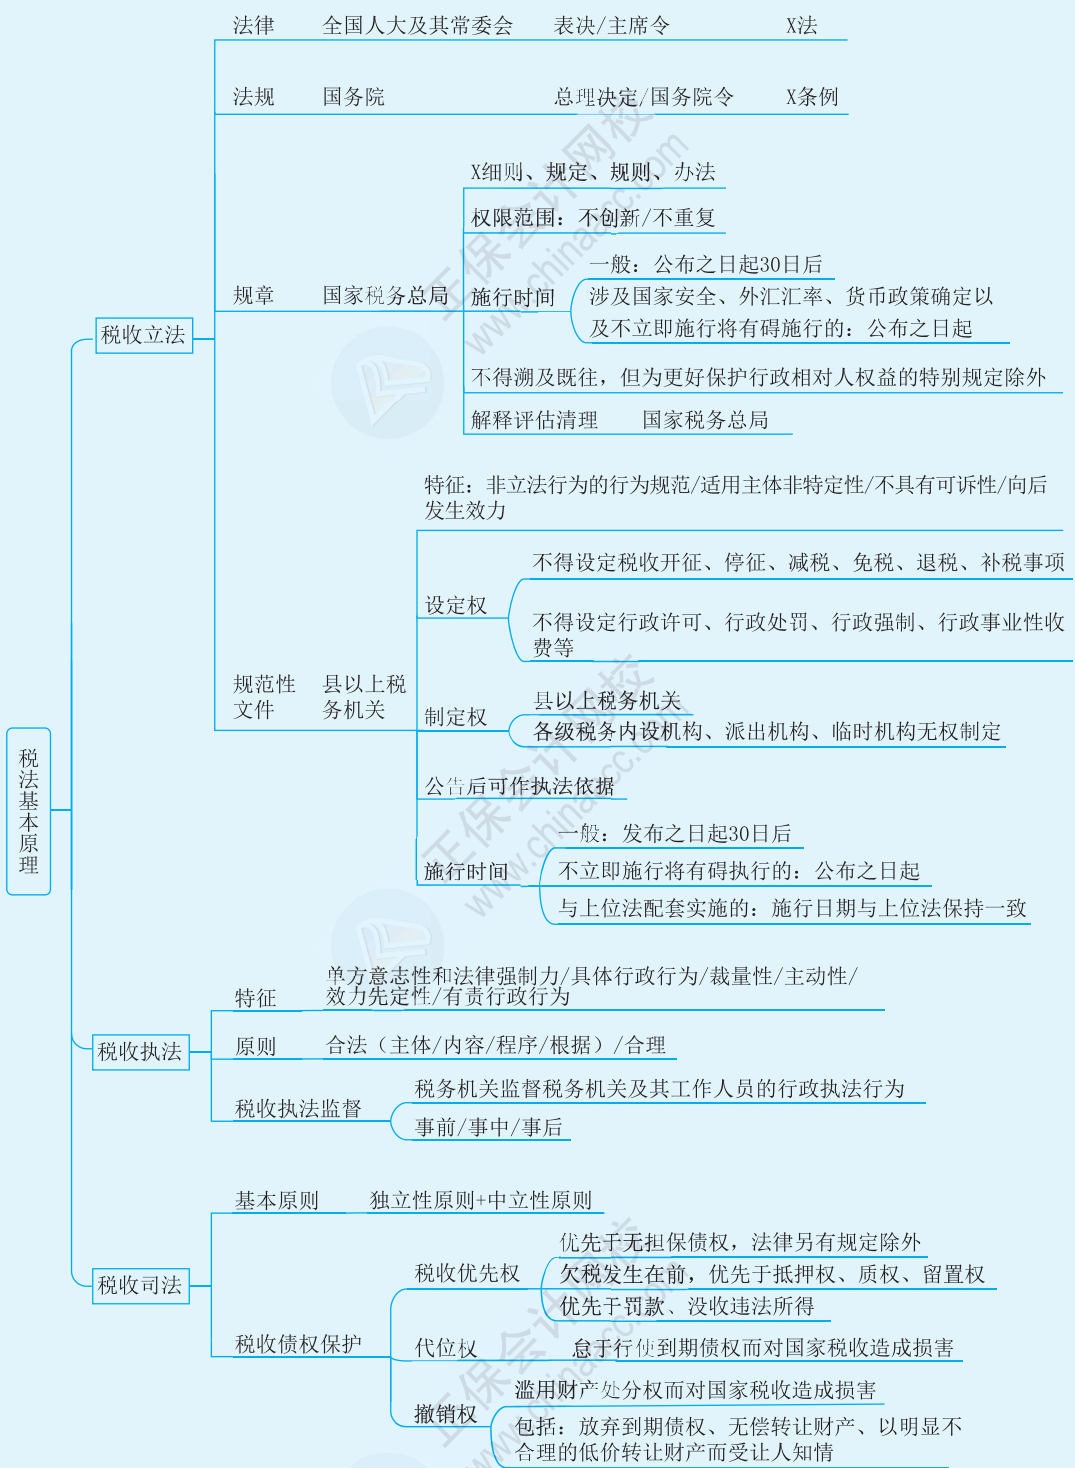 税法基本原理
税收立法
法律 全国人大及其常委会 表决/主席令 X法
法规 国务院 总理决定/国务院令 X条例
规章 国家税务总局
X细则、规定、规则、办法
权限范围：不创新/不重复
施行时间
一般：公布之日起30日后
涉及国家安全、外汇汇率、货币政策确定以
及不立即施行将有碍施行的：公布之日起
不得溯及既往，但为更好保护行政相对人权益的特别规定除外
解释评估清理 国家税务总局
规范性
文件
县以上税
务机关
特征：非立法行为的行为规范/适用主体非特定性/不具有可诉性/向后
发生效力
设定权
不得设定税收开征、停征、减税、免税、退税、补税事项
不得设定行政许可、行政处罚、行政强制、行政事业性收
费等
制定权
县以上税务机关
各级税务内设机构、派出机构、临时机构无权制定
公告后可作执法依据
施行时间
一般：发布之日起30日后
不立即施行将有碍执行的：公布之日起
与上位法配套实施的：施行日期与上位法保持一致
税收执法
特征
单方意志性和法律强制力/具体行政行为/裁量性/主动性/
效力先定性/有责行政行为
原则 合法（主体/内容/程序/根据）/合理
税收执法监督
税务机关监督税务机关及其工作人员的行政执法行为
事前/事中/事后
税收司法
基本原则 独立性原则+中立性原则
税收债权保护
税收优先权
优先于无担保债权，法律另有规定除外
欠税发生在前，优先于抵押权、质权、留置权
优先于罚款、没收违法所得
代位权 怠于行使到期债权而对国家税收造成损害
撤销权
滥用财产处分权而对国家税收造成损害
包括：放弃到期债权、无偿转让财产、以明显不
合理的低价转让财产而受让人知情
正保会计网校
www.chinaacc.com
正保会计网校
www.chinaacc.com
正保会计网校
www.chinaacc.com